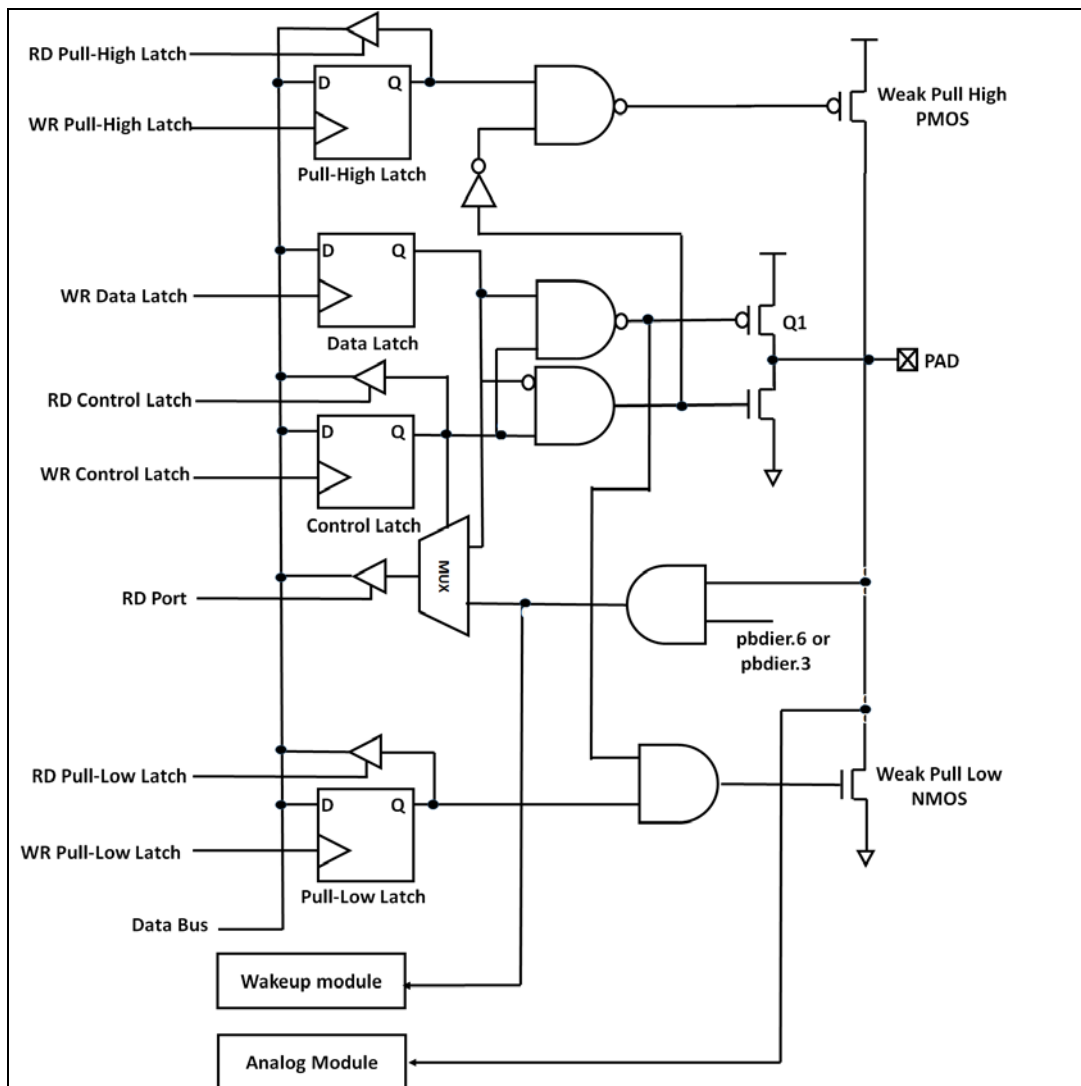 RD Pull-High Latch
D Q
WR Pull-High Latch
Pull-High Latch
Weak Pull High
PMOS
D Q
WR Data Latch
Data Latch
Q1
PAD
RD Control Latch
D Q
WR Control Latch
Control Latch
MUX
RD Port
pbdier.6 or
pbdier.3
RD Pull-Low Latch
D Q
WR Pull-Low Latch
Pull-Low Latch
Weak Pull Low
NMOS
Data Bus
Wakeup module
Analog Module